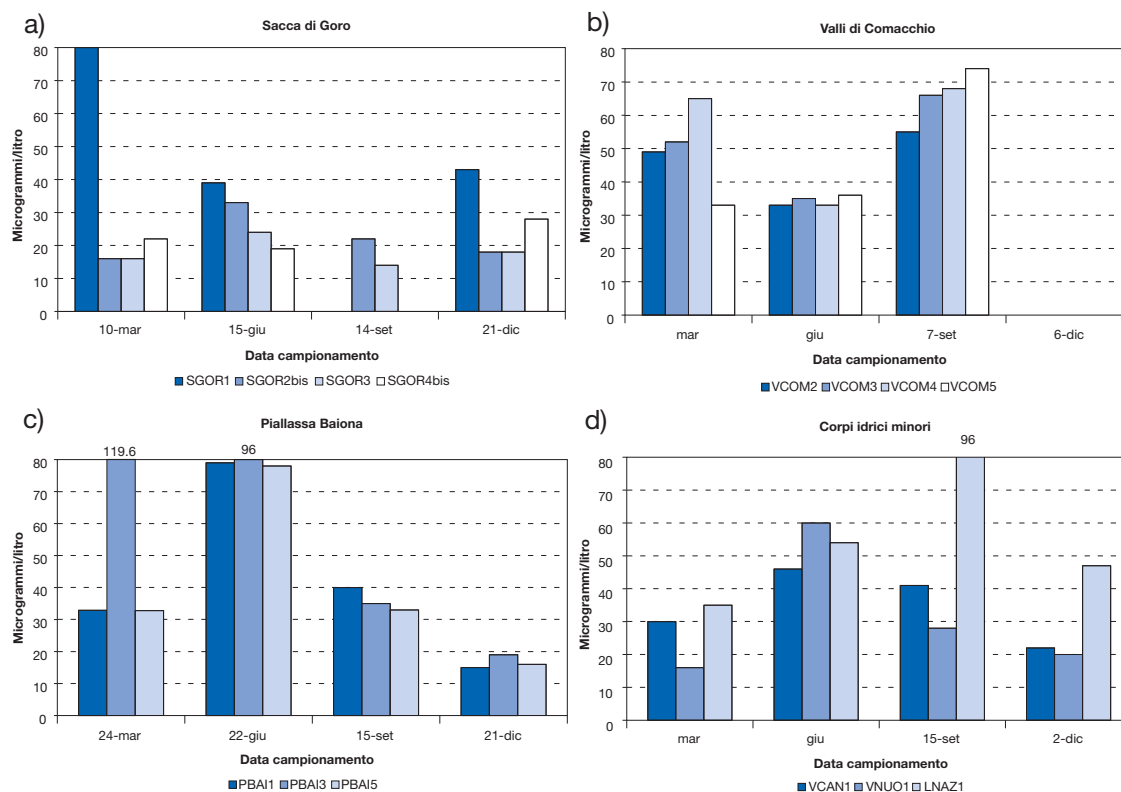 a)
Sacca di Goro
Microgrammi/litro
80
70
60
50
40
30
20
10
0
10-mar 15-giu 14-set 21-dic
Data campionamento
SGOR1 SGOR2bis SGOR3 SGOR4bis
b)
Valli di Comacchio
Microgrammi/litro
80
70
60
50
40
30
20
10
0
mar giu 7-set 6-dic
Data campionamento
VCOM2 VCOM3 VCOM4 VCOM5
c)
Piallassa Baiona
119.6 96
Microgrammi/litro
80
70
60
50
40
30
20
10
0
24-mar 22-giu 15-set 21-dic
Data campionamento
PBAI1 PBAI3 PBAI5
d)
Corpi idrici minori
96
Microgrammi/litro
80
70
60
50
40
30
20
10
0
mar giu 15-set 2-dic
Data campionamento
VCAN1 VNUO1 LNAZ1